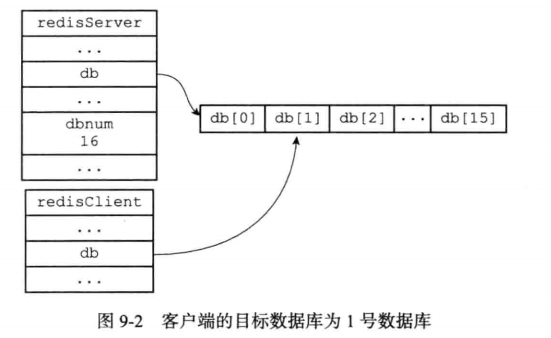 redisServer
...
db
...
dbnum
16
...
db[0] db[1] db[2] ... db[15]
redisClient
...
db
...
图 9-2 客户端的目标数据库为 1 号数据库